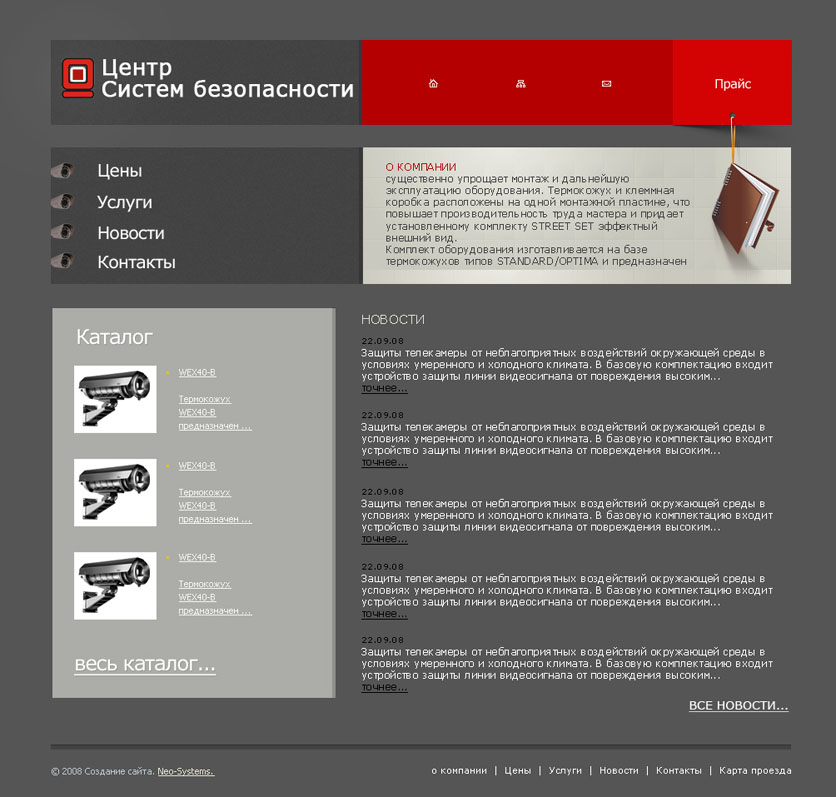 Центр
Систем безопасности
Прайс
Цены
Услуги
Новости
Контакты
О КОМПАНИИ
существенно упрощает монтаж и дальнейшую
эксплуатацию оборудования. Термокожух и клеммная
коробка расположены на одной монтажной пластине, что
повышает производительность труда мастера и придает
установленному комплекту STREET SET эффектный
внешний вид.
Комплект оборудования изготавливается на базе
термокожухов типов STANDARD/OPTIMA и предназначен
Каталог
WEX40-B
Термокожух
WEX40-B
предназначен ...
WEX40-B
Термокожух
WEX40-B
предназначен ...
WEX40-B
Термокожух
WEX40-B
предназначен ...
весь каталог...
НОВОСТИ
22.09.08
Защиты телекамеры от неблагоприятных воздействий окружающей среды в
условиях умеренного и холодного климата. В базовую комплектацию входит
устройство защиты линии видеосигнала от повреждения высоким...
точнее...
22.09.08
Защиты телекамеры от неблагоприятных воздействий окружающей среды в
условиях умеренного и холодного климата. В базовую комплектацию входит
устройство защиты линии видеосигнала от повреждения высоким...
точнее...
22.09.08
Защиты телекамеры от неблагоприятных воздействий окружающей среды в
условиях умеренного и холодного климата. В базовую комплектацию входит
устройство защиты линии видеосигнала от повреждения высоким...
точнее...
22.09.08
Защиты телекамеры от неблагоприятных воздействий окружающей среды в
условиях умеренного и холодного климата. В базовую комплектацию входит
устройство защиты линии видеосигнала от повреждения высоким...
точнее...
22.09.08
Защиты телекамеры от неблагоприятных воздействий окружающей среды в
условиях умеренного и холодного климата. В базовую комплектацию входит
устройство защиты линии видеосигнала от повреждения высоким...
точнее...
ВСЕ НОВОСТИ...
© 2008 Создание сайта. Neo-Systems.
о компании | Цены | Услуги | Новости | Контакты | Карта проезда